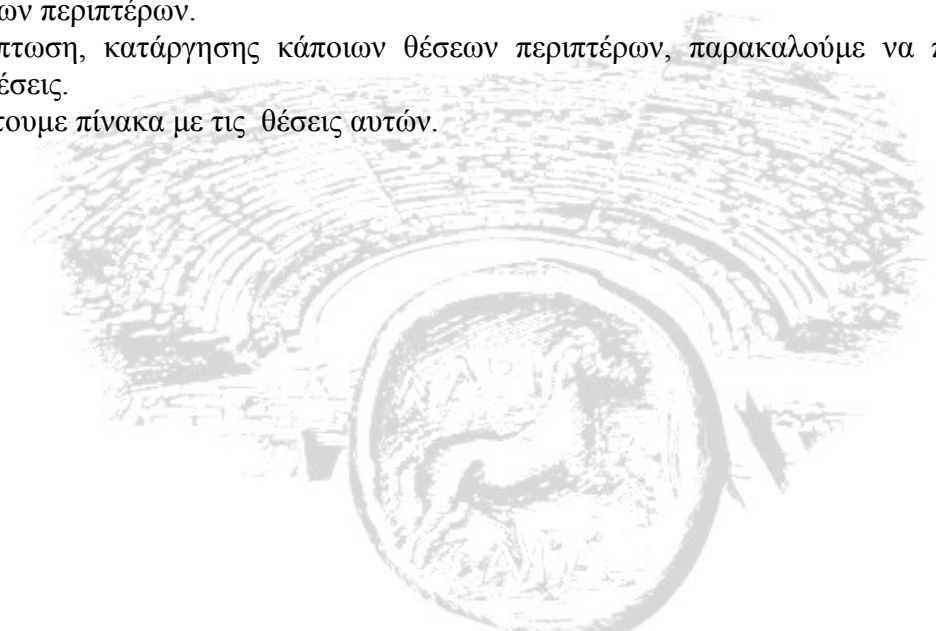 ων περιπτέρων.
πτωση, κατάργησης κάποιων θέσεων περιπτέρων, παρακαλούμε να π
έσεις.
τουμε πίνακα με τις θέσεις αυτών.